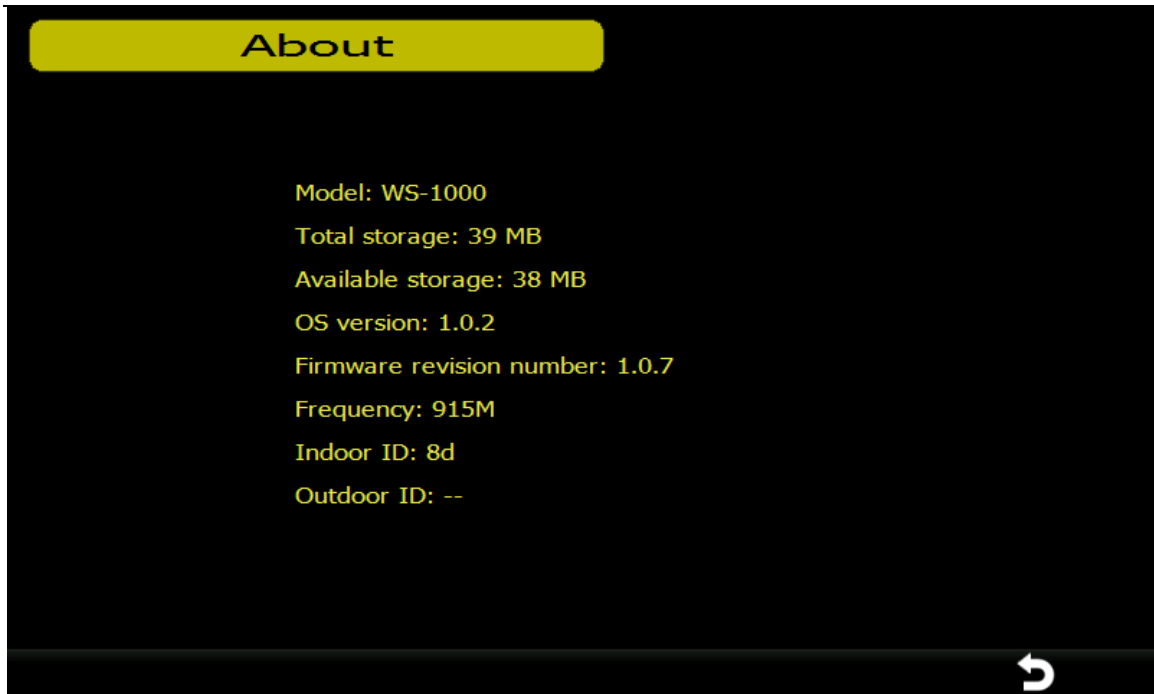 About
Model: WS-1000
Total storage: 39 MB
Available storage: 38 MB
OS version: 1.0.2
Firmware revision number: 1.0.7
Frequency: 915M
Indoor ID: 8d
Outdoor ID: --